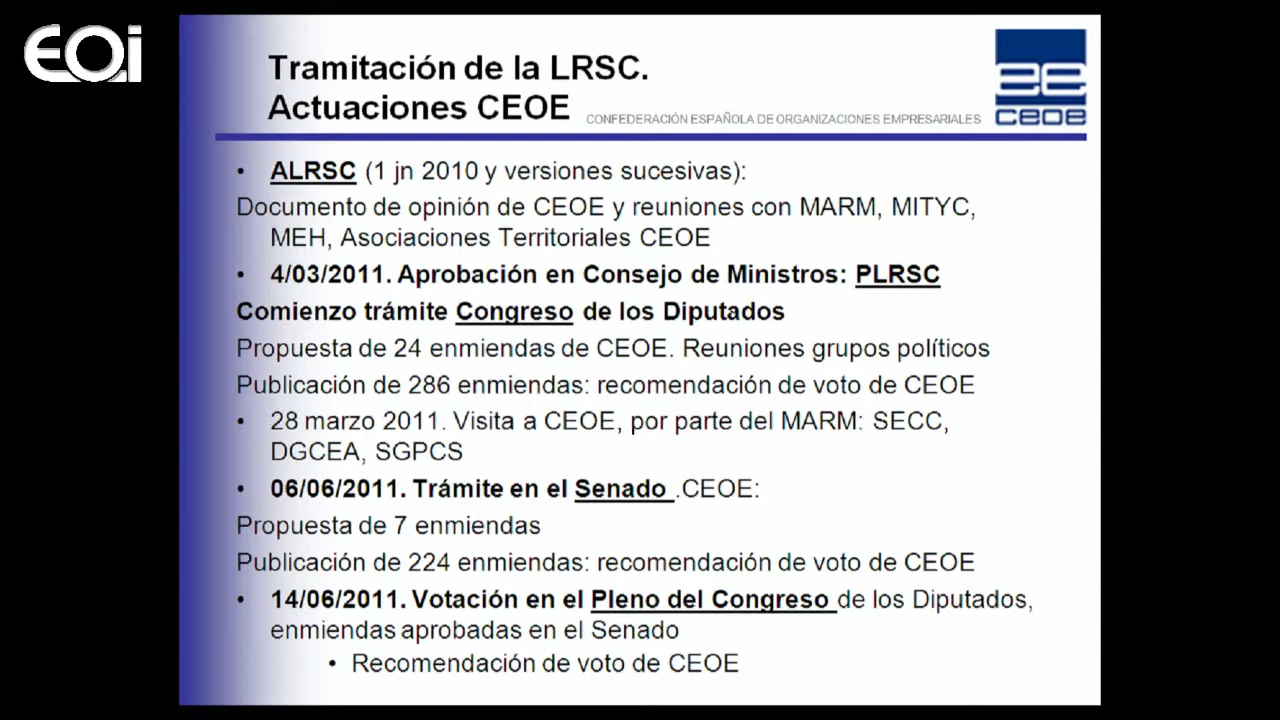 EOi
Tramitación de la LRSC.
Actuaciones CEOE
CONFEDERACIÓN ESPAÑOLA DE ORGANIZACIONES EMPRESARIALES
ceoe
• ALRSC (1 jn 2010 y versiones sucesivas):
Documento de opinión de CEOE y reuniones con MARM, MITYC,
MEH, Asociaciones Territoriales CEOE
• 4/03/2011. Aprobación en Consejo de Ministros: PLRSC
Comienzo trámite Congreso de los Diputados
Propuesta de 24 enmiendas de CEOE. Reuniones grupos políticos
Publicación de 286 enmiendas: recomendación de voto de CEOE
• 28 marzo 2011. Visita a CEOE, por parte del MARM: SECC,
DGCEA, SGPCS
• 06/06/2011. Trámite en el Senado .CEOE:
Propuesta de 7 enmiendas
Publicación de 224 enmiendas: recomendación de voto de CEOE
• 14/06/2011. Votación en el Pleno del Congreso de los Diputados,
enmiendas aprobadas en el Senado
• Recomendación de voto de CEOE